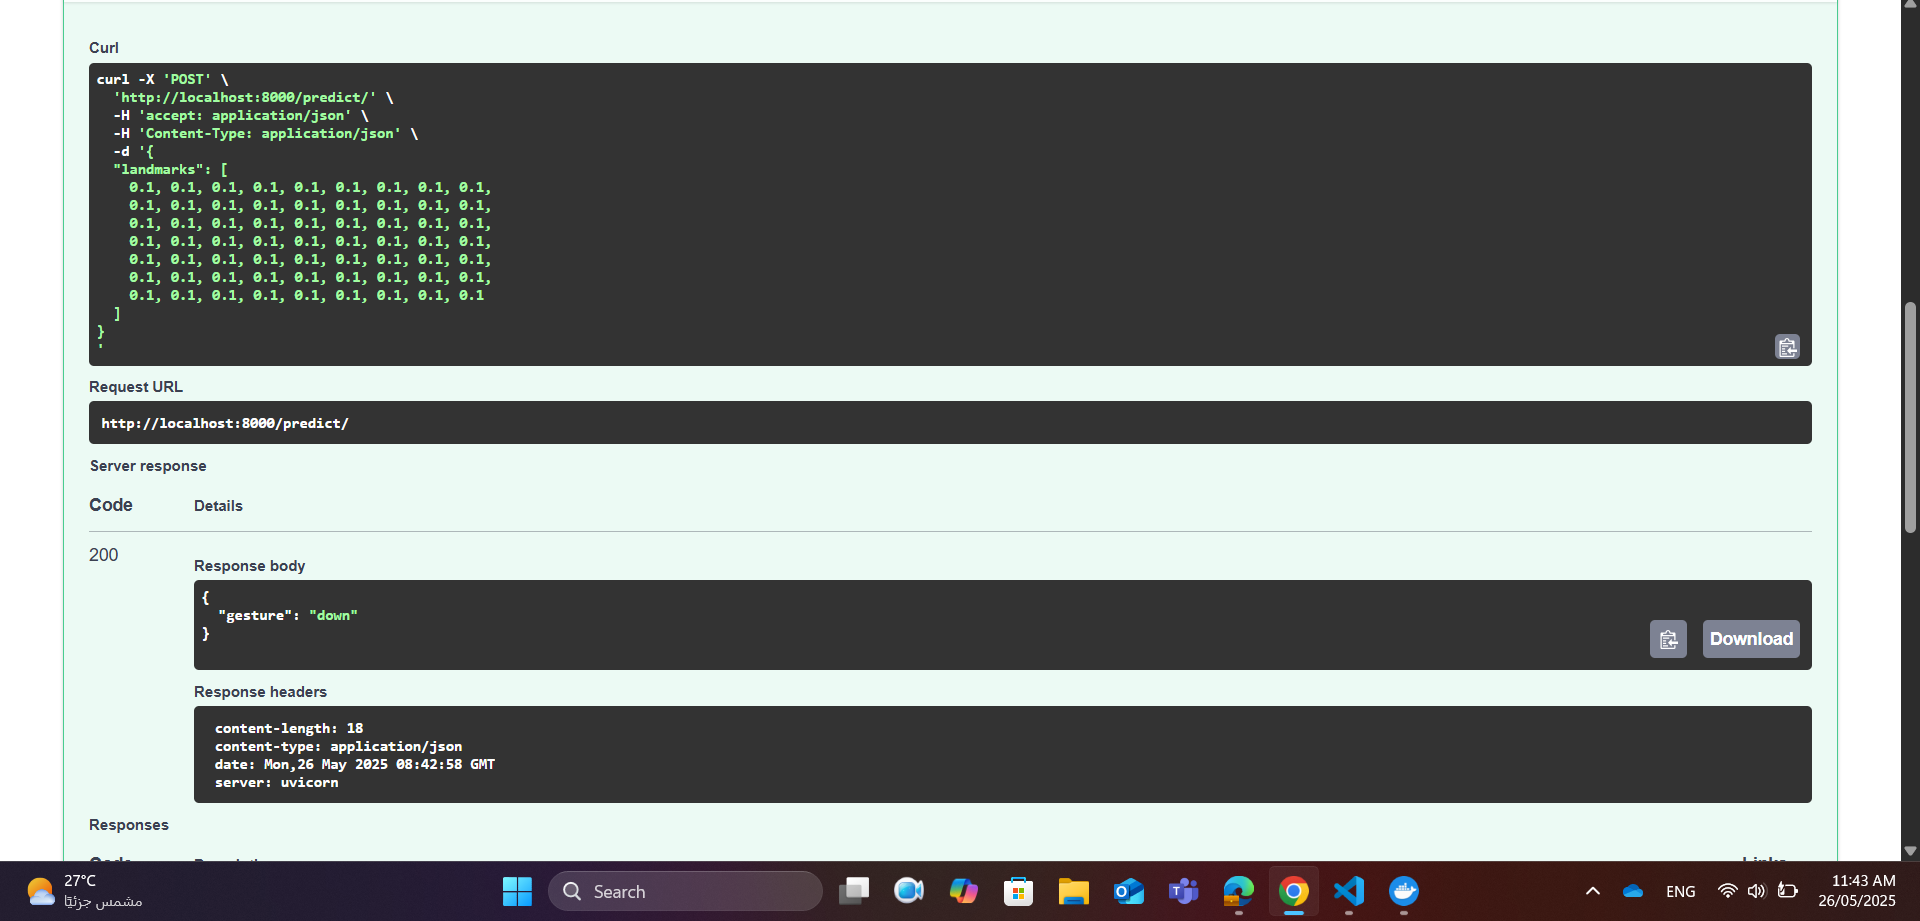 Curl
curl -X 'POST' \
'http://localhost:8000/predict/' \
-H 'accept: application/json' \
-H 'Content-Type: application/json' \
-d '{
"landmarks": [
0.1, 0.1, 0.1, 0.1, 0.1, 0.1, 0.1, 0.1, 0.1,
0.1, 0.1, 0.1, 0.1, 0.1, 0.1, 0.1, 0.1, 0.1,
0.1, 0.1, 0.1, 0.1, 0.1, 0.1, 0.1, 0.1, 0.1,
0.1, 0.1, 0.1, 0.1, 0.1, 0.1, 0.1, 0.1, 0.1,
0.1, 0.1, 0.1, 0.1, 0.1, 0.1, 0.1, 0.1, 0.1,
0.1, 0.1, 0.1, 0.1, 0.1, 0.1, 0.1, 0.1, 0.1,
0.1, 0.1, 0.1, 0.1, 0.1, 0.1, 0.1, 0.1, 0.1
]
}
'
Request URL
http://localhost:8000/predict/
Server response
Code Details
200
Response body
{
"gesture": "down"
}
Download
Response headers
content-length: 18
content-type: application/json
date: Mon,26 May 2025 08:42:58 GMT
server: uvicorn
Responses
27°C
مشمس جزئيًا
Search
ENG
11:43 AM
26/05/2025